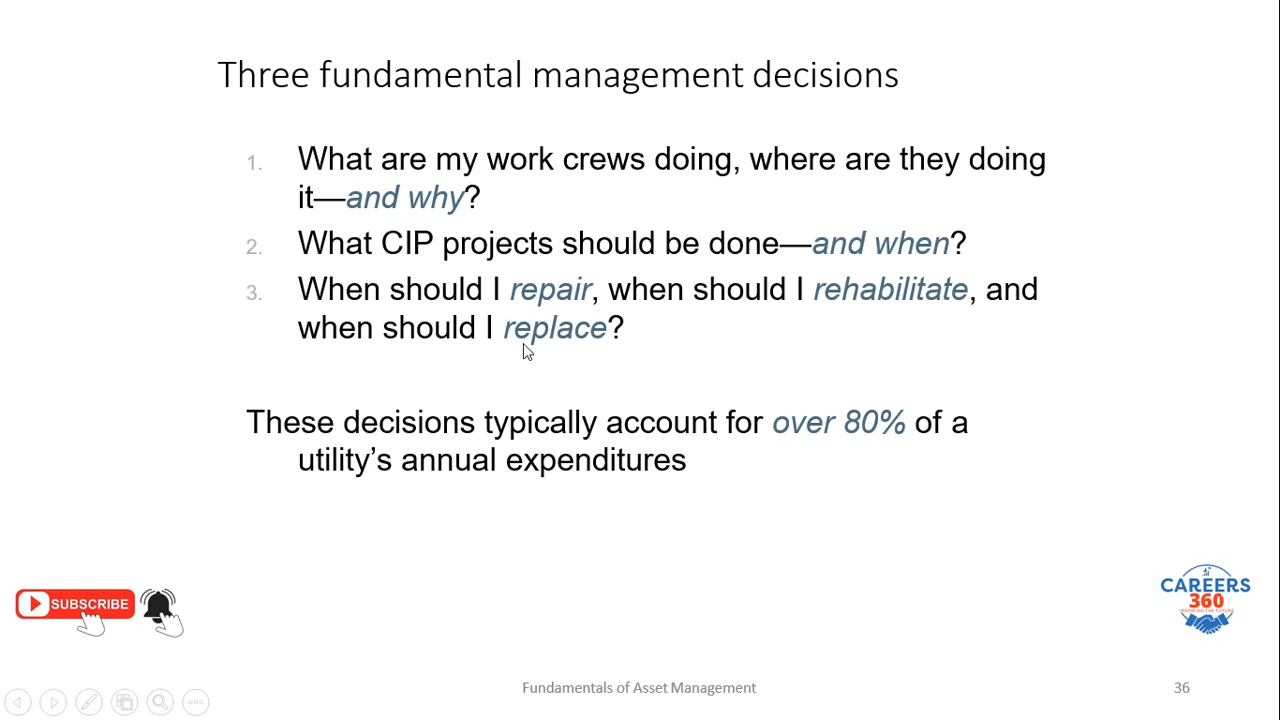 Three fundamental management decisions
1. What are my work crews doing, where are they doing
it—and why?
2. What CIP projects should be done—and when?
3. When should I repair, when should I rehabilitate, and
when should I replace?
These decisions typically account for over 80% of a
utility’s annual expenditures
SUBSCRIBE
CAREERS
360
INSPIRING THE FUTURE
Fundamentals of Asset Management
36